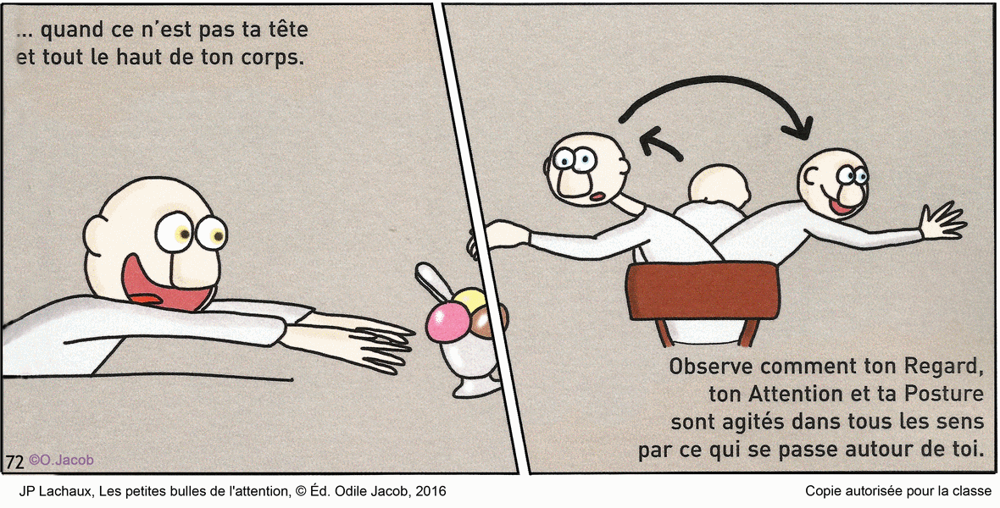 ... quand ce n'est pas ta tête
et tout le haut de ton corps.
Observe comment ton Regard,
ton Attention et ta Posture
sont agités dans tous les sens
par ce qui se passe autour de toi.
72 ©O.Jacob
JP Lachaux, Les petites bulles de l'attention, © Éd. Odile Jacob, 2016
Copie autorisée pour la classe